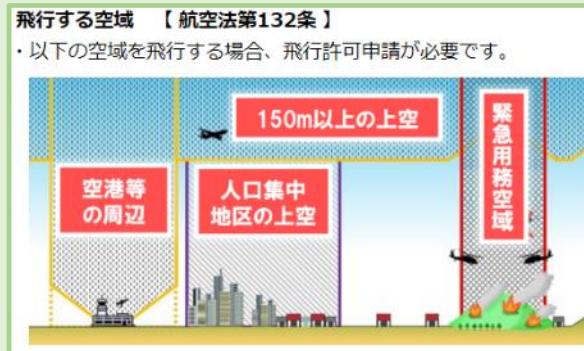 飛行する空域　【 航空法第132条 】
・以下の空域を飛行する場合、飛行許可申請が必要です。
150m以上の上空
緊急用務空域
空港等
の周辺
人口集中
地区の上空